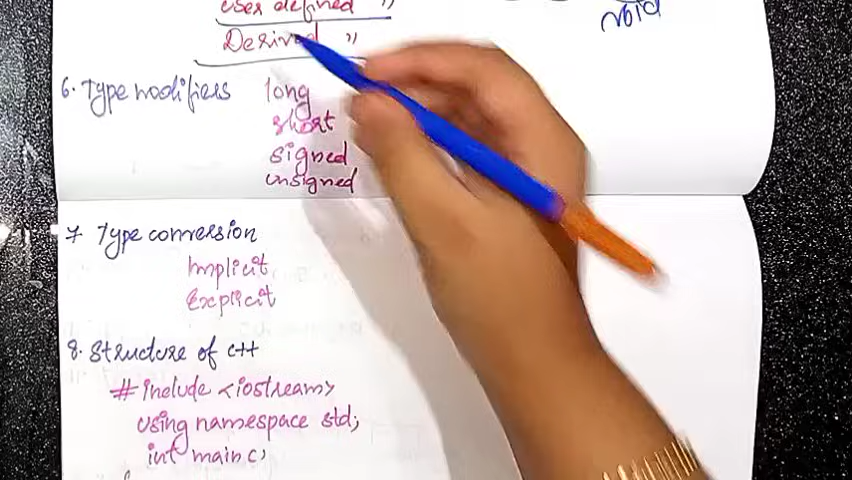 User defined "
void
Derived "
6. Type modifiers long
short
signed
unsigned
7 Type conversion
Implicit
Explicit
8. Structure of c++
# include <iostream>
using namespace std;
int main c)